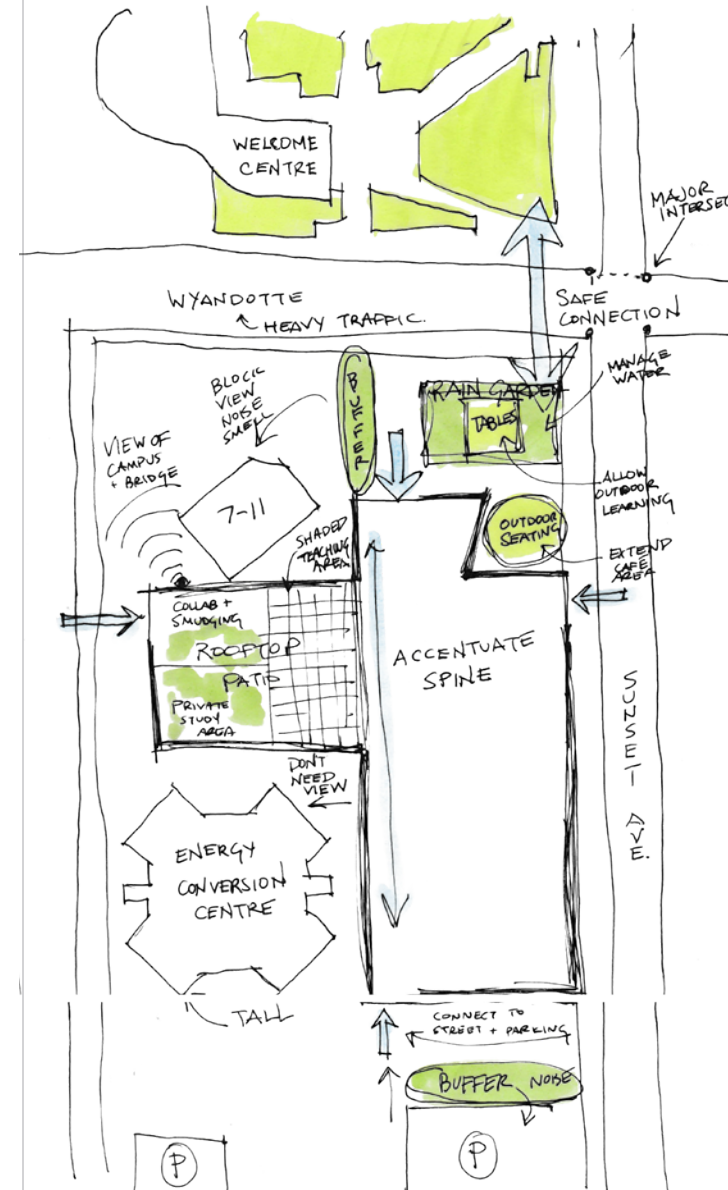 WELCOME
CENTRE
MAJOR
WYANDOTTE
HEAVY TRAFFIC.
SAFE
CONNECTION
MANAGE
WATER
BLOCK
VIEW
NOISE
SMELL
BUFFER
RAIN GARDEN
TABLES
VIEW OF
CAMPUS
+ BRIDGE
7-11
ALLOW
OUTDOOR
LEARNING
SHADED
TEACHING
AREA
OUTDOOR
SEATING
EXTEND
SAFE
AREA
COLLAB +
SMUDGING
ROOFTOP
PATIO
PRIVATE
STUDY
AREA
ACCENTUATE
SPINE
SUNSET AVE.
DONT
NEED
VIEW
ENERGY
CONVERSION
CENTRE
TALL
CONNECT TO
STREET + PARKING
BUFFER NOISE
P
P